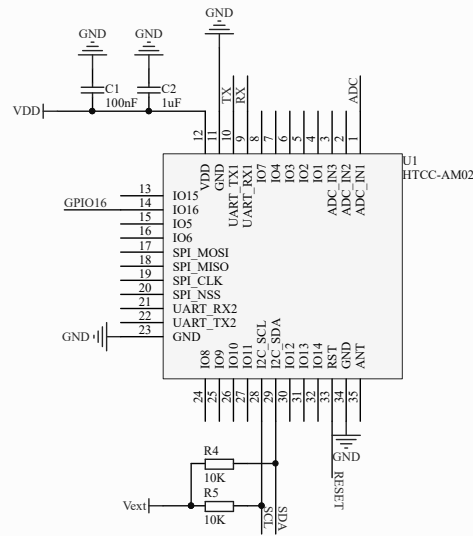 GND
GND
GND
C1
100nF
C2
1uF
VDD
TX
RX
ADC
12
11
10
9
8
7
6
5
4
3
2
1
VDD
GND
UART_TX1
UART_RX1
IO7
IO4
IO3
IO2
IO1
ADC_IN3
ADC_IN2
ADC_IN1
U1
HTCC-AM02
13
IO15
GPIO16
14
IO16
15
IO5
16
IO6
17
SPI_MOSI
18
SPI_MISO
19
SPI_CLK
20
SPI_NSS
21
UART_RX2
22
UART_TX2
GND
23
GND
IO8
IO9
IO10
IO11
I2C_SCL
I2C_SDA
IO12
IO13
IO14
RST
GND
ANT
24
25
26
27
28
29
30
31
32
33
34
35
GND
RESET
R4
10K
R5
10K
Vext
SCL
SDA